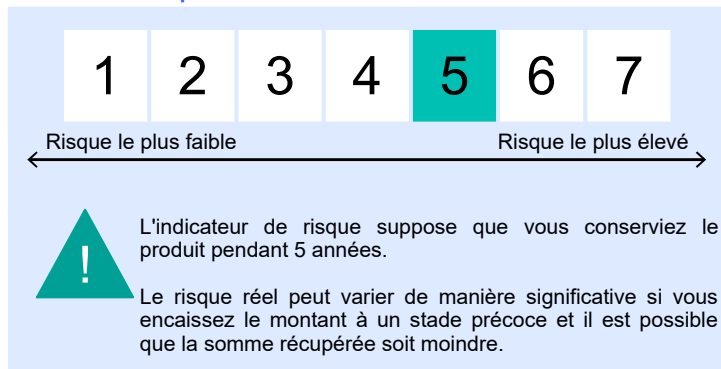 1 2 3 4 5 6 7
Risque le plus faible Risque le plus élevé
!
L'indicateur de risque suppose que vous conserviez le
produit pendant 5 années.
Le risque réel peut varier de manière significative si vous
encaissez le montant à un stade précoce et il est possible
que la somme récupérée soit moindre.